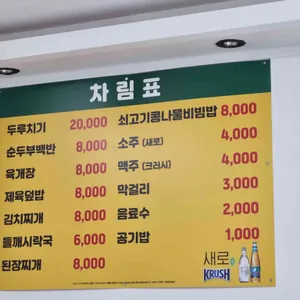 차림표
두루치기 20,000
순두부백반 8,000
육개장 8,000
제육덮밥 8,000
김치찌개 8,000
들깨시락국 6,000
된장찌개 8,000
쇠고기콩나물비빔밥 8,000
소주 (새로) 4,000
맥주 (크러시) 4,000
막걸리 3,000
음료수 2,000
공기밥 1,000
새로
KRUSH